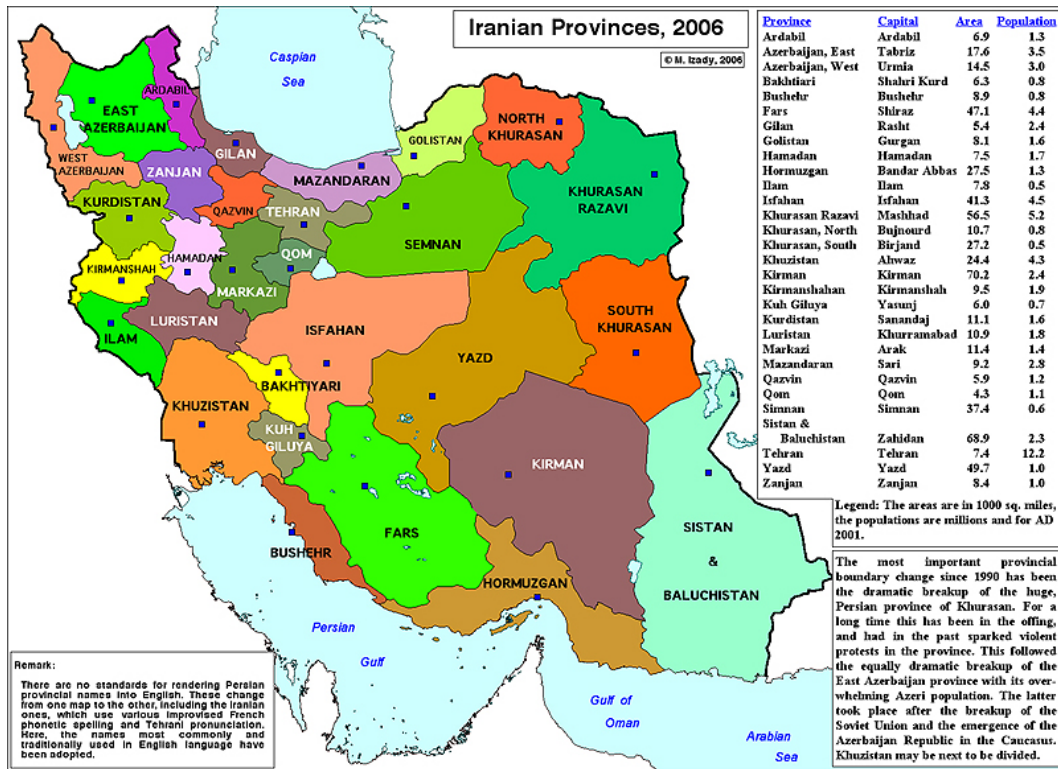 Iranian Provinces, 2006
© M. Izady, 2006
Caspian
Sea
ARDABIL
EAST
AZERBAIJAN
WEST
AZERBAIJAN
GILAN
ZANJAN
MAZANDARAN
GOLISTAN
NORTH
KHURASAN
KHURASAN
RAZAVI
KURDISTAN
QAZVIN
TEHRAN
SEMNAN
HAMADAN
QOM
KIRMANSHAH
MARKAZI
LURISTAN
ILAM
ISFAHAN
YAZD
SOUTH
KHURASAN
BAKHTIYARI
KHUZISTAN
KUH
GILUYA
KIRMAN
FARS
BUSHEHR
SISTAN
&
BALUCHISTAN
HORMUZGAN
Persian
Gulf
Gulf of
Oman
Arabian
Sea
Province Capital Area Population
Ardabil Ardabil 6.9 1.3
Azerbaijan, East Tabriz 17.6 3.5
Azerbaijan, West Urmia 14.5 3.0
Bakhtiari Shahri Kurd 6.3 0.8
Bushehr Bushehr 8.9 0.8
Fars Shiraz 47.1 4.4
Gilan Rasht 5.4 2.4
Golistan Gurgan 8.1 1.6
Hamadan Hamadan 7.5 1.7
Hormuzgan Bandar Abbas 27.5 1.3
Ilam Ilam 7.8 0.5
Isfahan Isfahan 41.3 4.5
Khurasan Razavi Mashhad 56.5 5.2
Khurasan, North Bujnourd 10.7 0.8
Khurasan, South Birjand 27.2 0.5
Khuzistan Ahwaz 24.4 4.3
Kirman Kirman 70.2 2.4
Kirmanshahan Kirmanshah 9.5 1.9
Kuh Giluya Yasunj 6.0 0.7
Kurdistan Sanandaj 11.1 1.6
Luristan Khurramabad 10.9 1.8
Markazi Arak 11.4 1.4
Mazandaran Sari 9.2 2.8
Qazvin Qazvin 5.9 1.2
Qom Qom 4.3 1.1
Simnan Simnan 37.4 0.6
Sistan &
Baluchistan Zahidan 68.9 2.3
Tehran Tehran 7.4 12.2
Yazd Yazd 49.7 1.0
Zanjan Zanjan 8.4 1.0
Legend: The areas are in 1000 sq. miles,
the populations are millions and for AD
2001.
The most important provincial
boundary change since 1990 has been
the dramatic breakup of the huge,
Persian province of Khurasan. For a
long time this has been in the offing,
and had in the past sparked violent
protests in the province. This followed
the equally dramatic breakup of the
East Azerbaijan province with its over-
whelming Azeri population. The latter
took place after the breakup of the
Soviet Union and the emergence of the
Azerbaijan Republic in the Caucasus.
Khuzistan may be next to be divided.
Remark:
There are no standards for rendering Persian
provincial names into English. These change
from one map to the other, including the Iranian
ones, which use various improvised French
phonetic spelling and Tehrani pronunciation.
Here, the names most commonly and
traditionally used in English language have
been adopted.